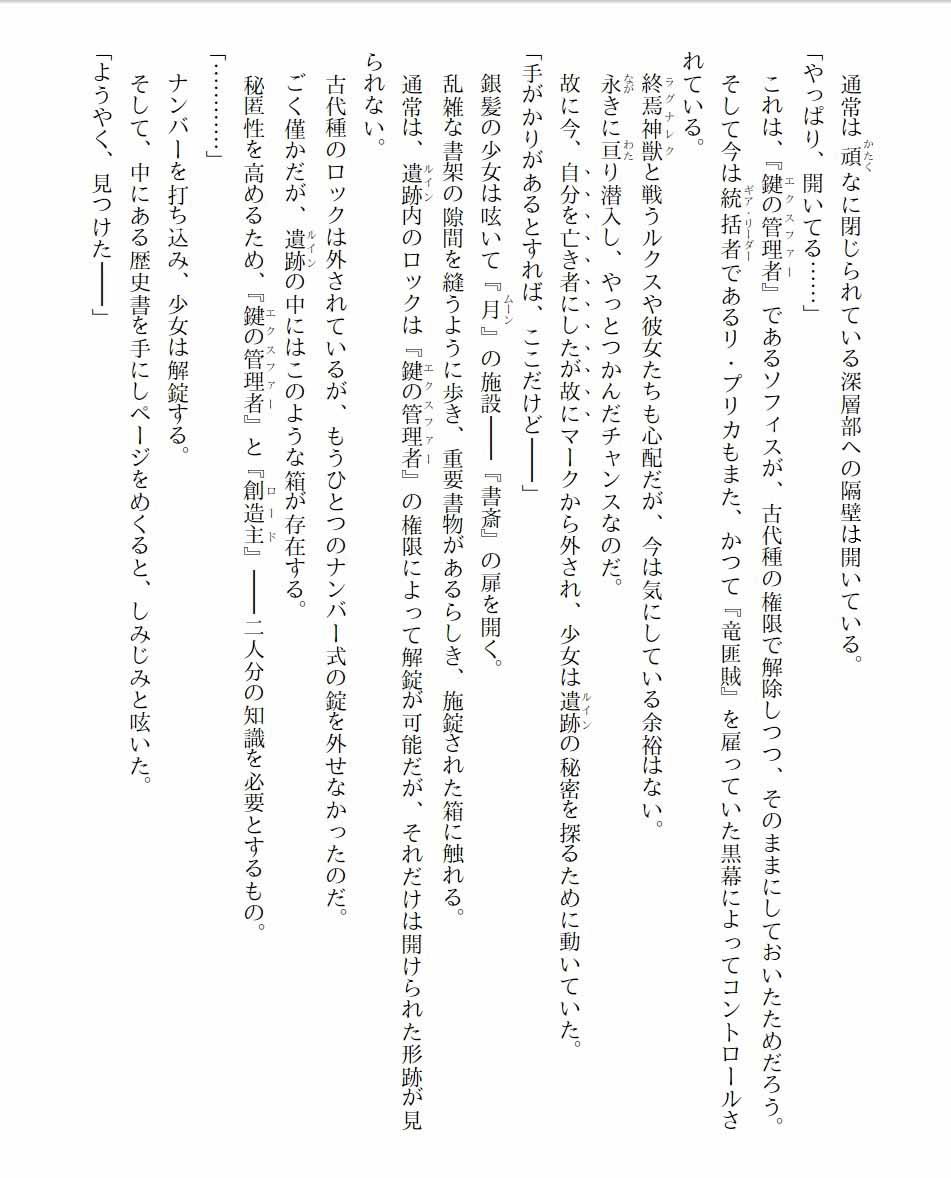 通常は頑なに閉じられている深層部への隔壁は開いている。
「やっぱり、開いてる……」
これは、『鍵の管理者』であるソフィスが、古代種の権限で解除しつつ、そのままにしておいたためだろう。
そして今は統括者であるリ・プリカもまた、かつて『竜匪賊』を雇っていた黒幕によってコントロールさ
れている。
終焉神獣と戦うルクスや彼女たちも心配だが、今は気にしている余裕はない。
永きに亘り潜入し、やっとつかんだチャンスなのだ。
故に今、自分を亡き者にしたが故にマークから外され、少女は遺跡の秘密を探るために動いていた。
「手がかりがあるとすれば、ここだけど――」
銀髪の少女は呟いて『月』の施設――『書斎』の扉を開く。
乱雑な書架の隙間を縫うように歩き、重要書物があるらしき、施錠された箱に触れる。
通常は、遺跡内のロックは『鍵の管理者』の権限によって解錠が可能だが、それだけは開けられた形跡が見
られない。
古代種のロックは外されているが、もうひとつのナンバー式の錠を外せなかったのだ。
ごく僅かだが、遺跡の中にはこのような箱が存在する。
秘匿性を高めるため、『鍵の管理者』と『創造主』――二人分の知識を必要とするもの。
「…………」
ナンバーを打ち込み、少女は解錠する。
そして、中にある歴史書を手にしページをめくると、しみじみと呟いた。
「ようやく、見つけた――」